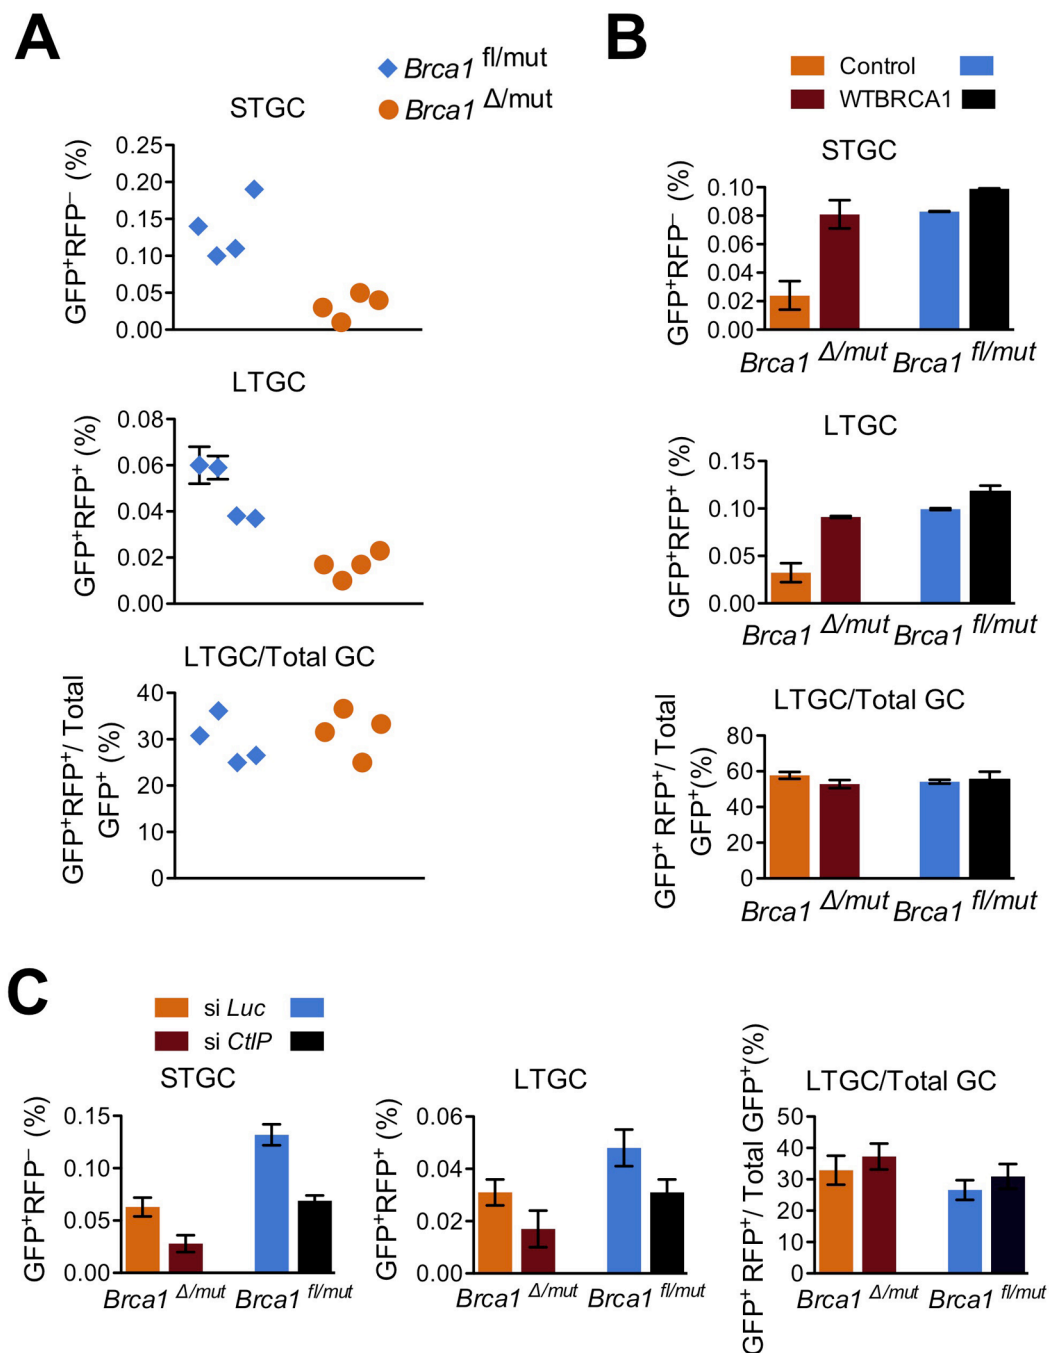 A
Brca1 fl/mut
Brca1 Δ/mut
STGC
GFP⁺RFP⁻ (%)
0.25
0.20
0.15
0.10
0.05
0.00
LTGC
GFP⁺RFP⁺ (%)
0.08
0.06
0.04
0.02
0.00
LTGC/Total GC
GFP⁺RFP⁺/ Total
GFP⁺ (%)
40
30
20
10
0
B
Control
WTBRCA1
STGC
GFP⁺RFP⁻ (%)
0.10
0.08
0.06
0.04
0.02
0.00
Brca1 Δ/mut Brca1 fl/mut
LTGC
GFP⁺RFP⁺ (%)
0.15
0.10
0.05
0.00
Brca1 Δ/mut Brca1 fl/mut
LTGC/Total GC
GFP⁺ RFP⁺/ Total
GFP⁺(%)
80
60
40
20
0
Brca1 Δ/mut Brca1 fl/mut
C
si Luc
si CtIP
STGC
GFP⁺RFP⁻ (%)
0.15
0.10
0.05
0.00
Brca1 Δ/mut Brca1 fl/mut
LTGC
GFP⁺RFP⁺ (%)
0.06
0.04
0.02
0.00
Brca1 Δ/mut Brca1 fl/mut
LTGC/Total GC
GFP⁺ RFP⁺/ Total GFP⁺(%)
50
40
30
20
10
0
Brca1 Δ/mut Brca1 fl/mut